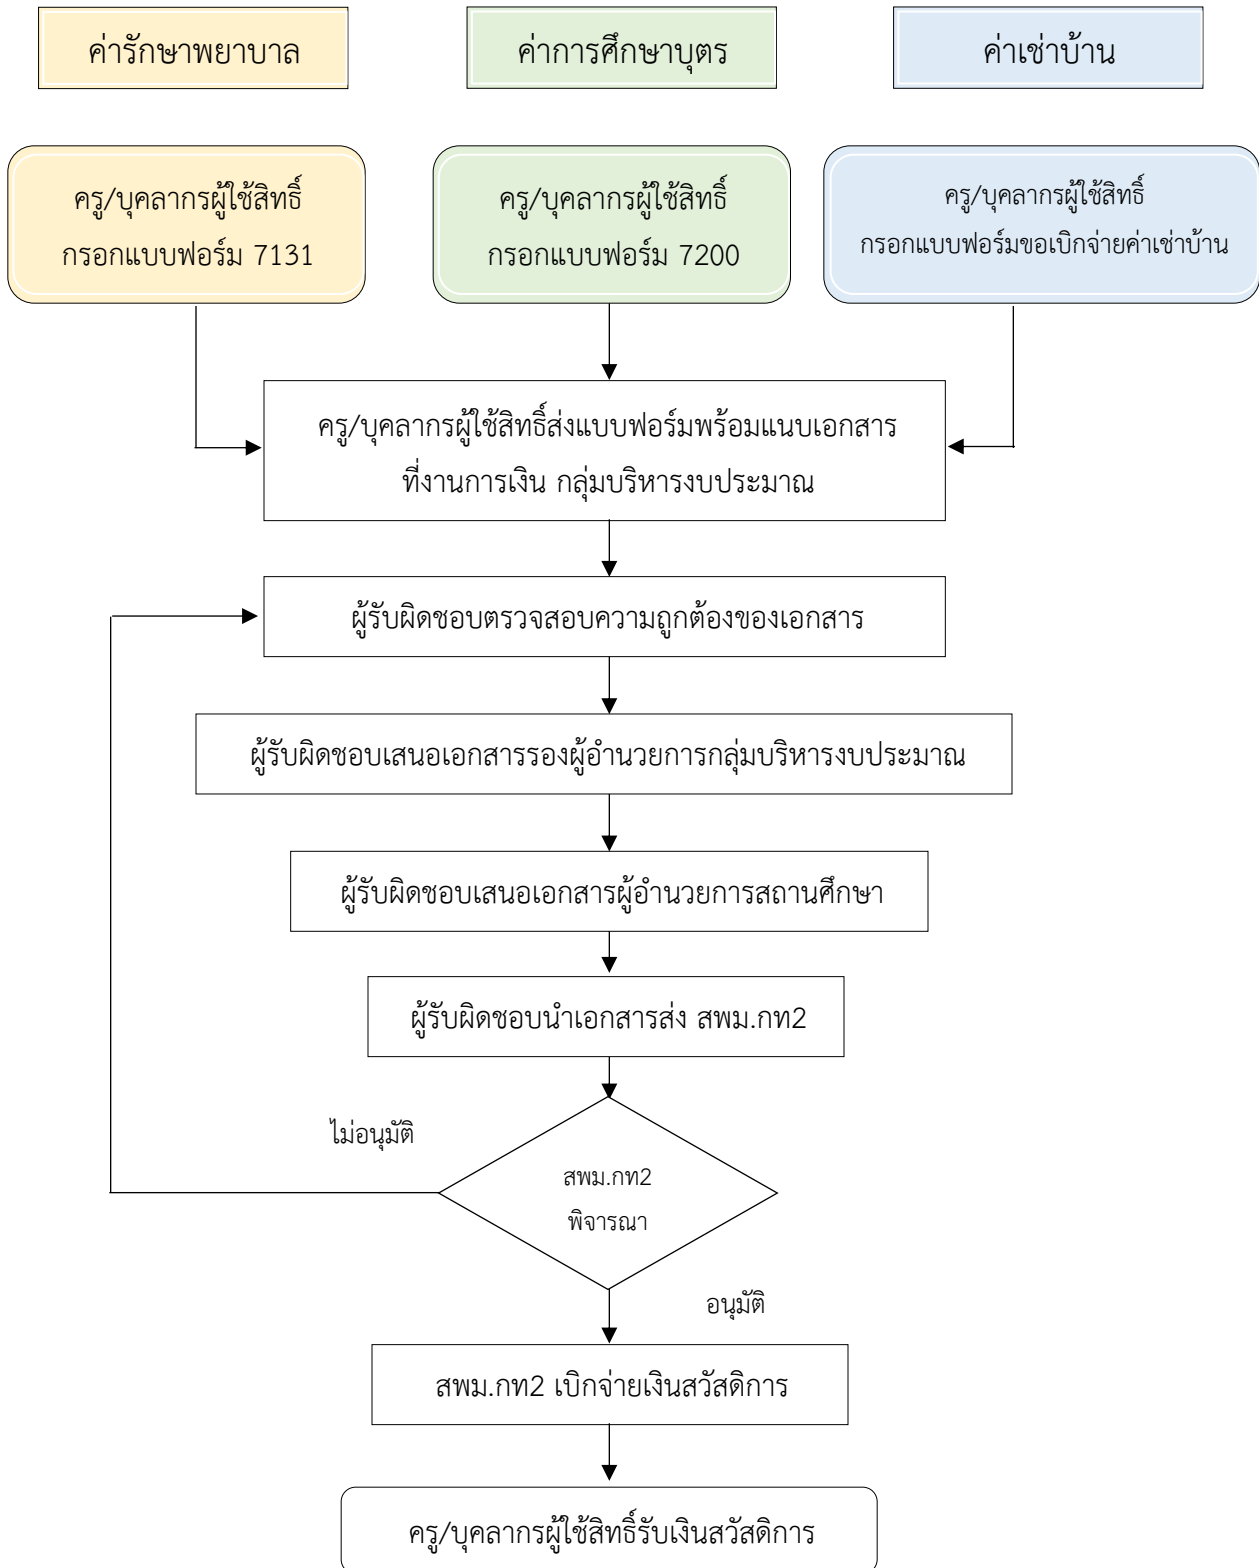 ค่ารักษาพยาบาล
ค่าการศึกษาบุตร
ค่าเช่าบ้าน
ครู/บุคลากรผู้ใช้สิทธิ์
กรอกแบบฟอร์ม 7131
ครู/บุคลากรผู้ใช้สิทธิ์
กรอกแบบฟอร์ม 7200
ครู/บุคลากรผู้ใช้สิทธิ์
กรอกแบบฟอร์มขอเบิกจ่ายค่าเช่าบ้าน
ครู/บุคลากรผู้ใช้สิทธิ์ส่งแบบฟอร์มพร้อมแนบเอกสาร
ที่งานการเงิน กลุ่มบริหารงบประมาณ
ผู้รับผิดชอบตรวจสอบความถูกต้องของเอกสาร
ผู้รับผิดชอบเสนอเอกสารรองผู้อำนวยการกลุ่มบริหารงบประมาณ
ผู้รับผิดชอบเสนอเอกสารผู้อำนวยการสถานศึกษา
ผู้รับผิดชอบนำเอกสารส่ง สพม.กท2
ไม่อนุมัติ
สพม.กท2
พิจารณา
อนุมัติ
สพม.กท2 เบิกจ่ายเงินสวัสดิการ
ครู/บุคลากรผู้ใช้สิทธิ์รับเงินสวัสดิการ